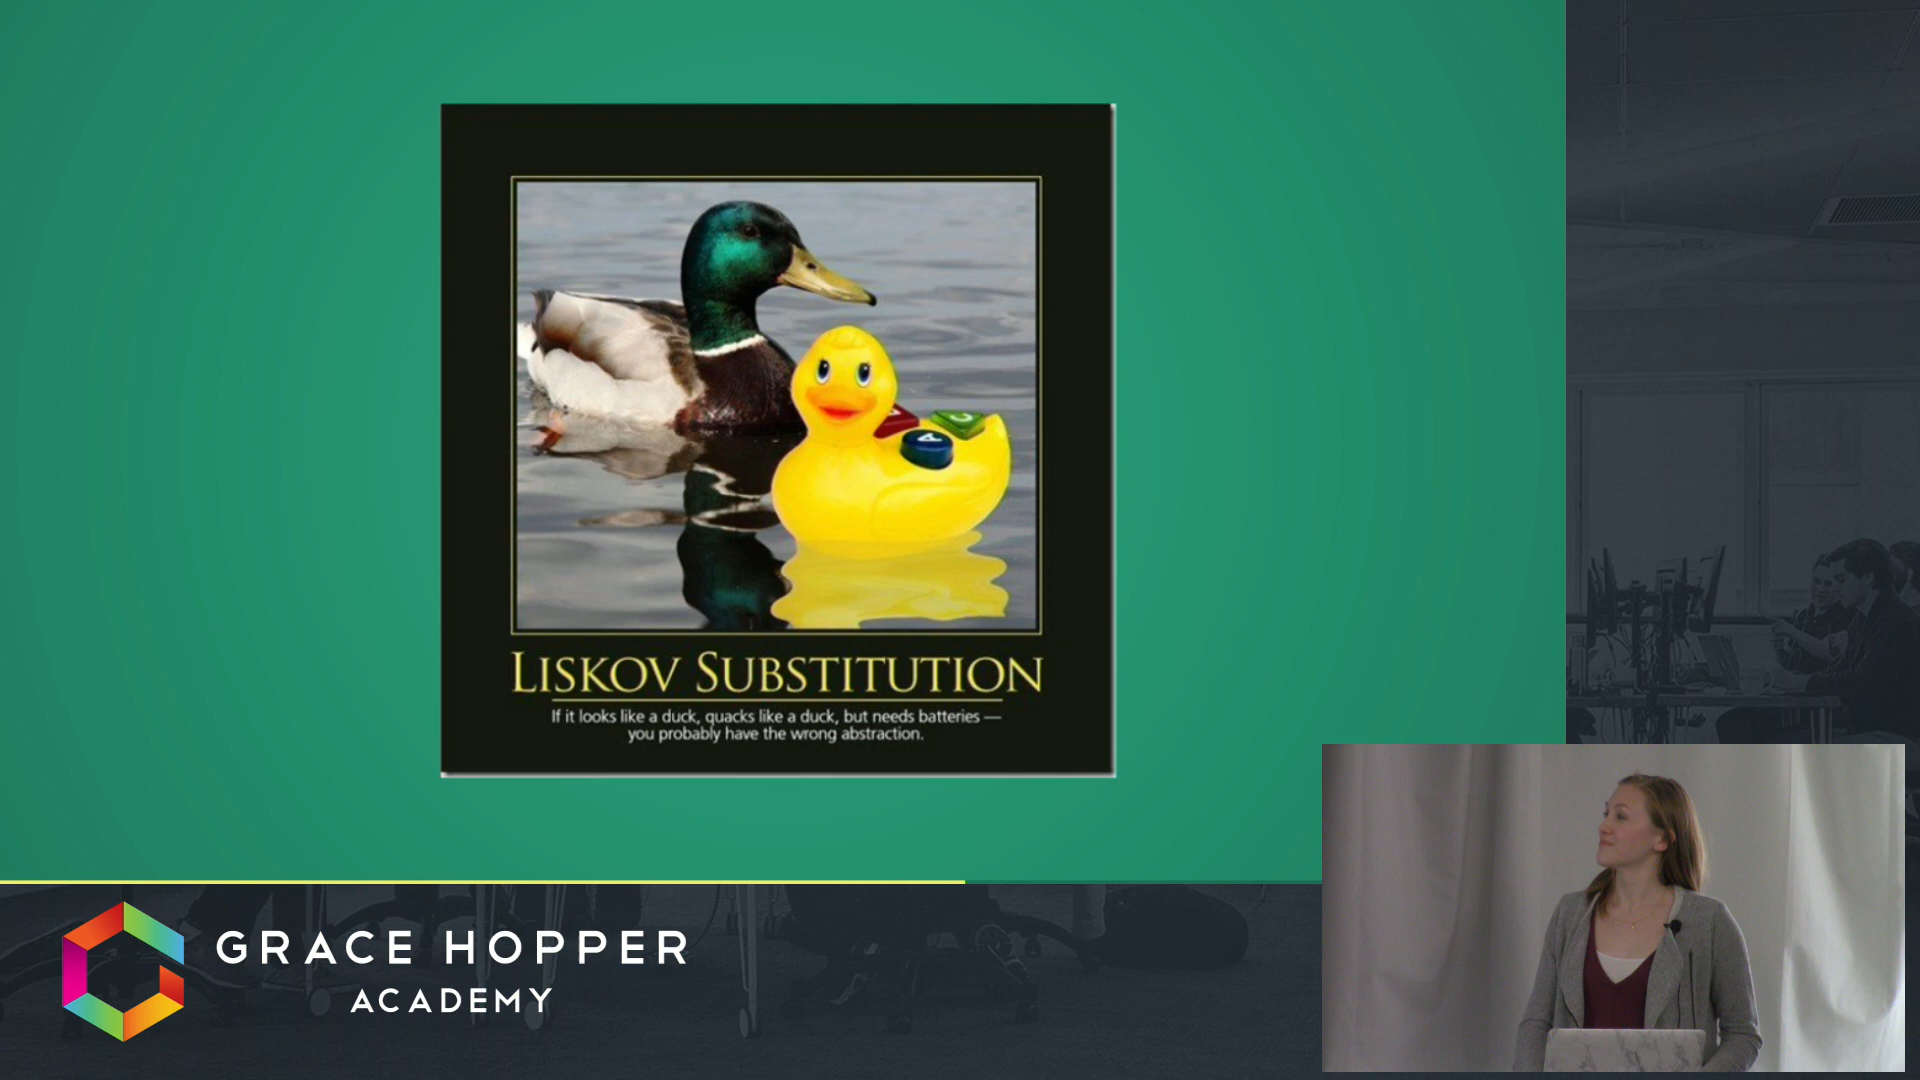 LISKOV SUBSTITUTION
If it looks like a duck, quacks like a duck, but needs batteries —
you probably have the wrong abstraction.
A
GRACE HOPPER
ACADEMY